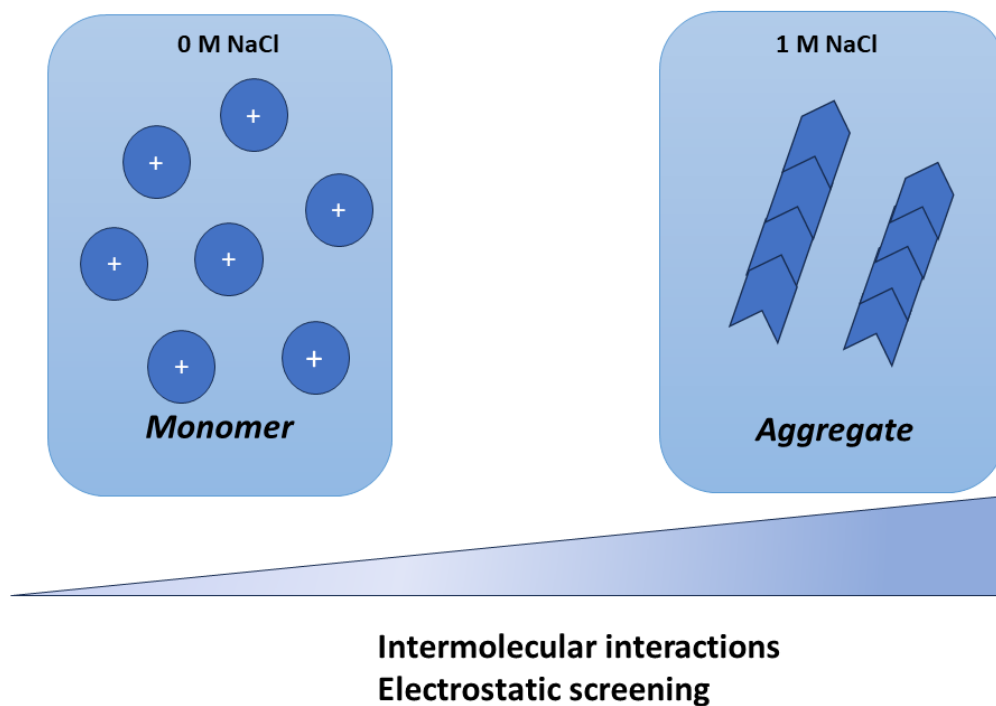 0 M NaCl
1 M NaCl
+
+
+
+
+
+
+
Monomer
Aggregate
Intermolecular interactions
Electrostatic screening